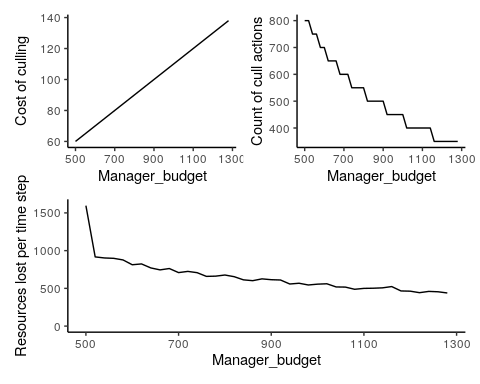 Cost of culling
140
120
100
80
60
500 700 900 1100 1300
Manager_budget
Count of cull actions
800
700
600
500
400
500 700 900 1100 1300
Manager_budget
Resources lost per time step
1500
1000
500
0
500 700 900 1100 1300
Manager_budget